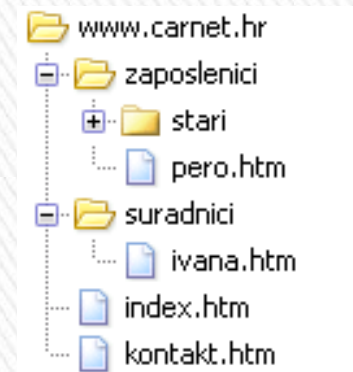 www.carnet.hr
zaposlenici
stari
pero.htm
suradnici
ivana.htm
index.htm
kontakt.htm